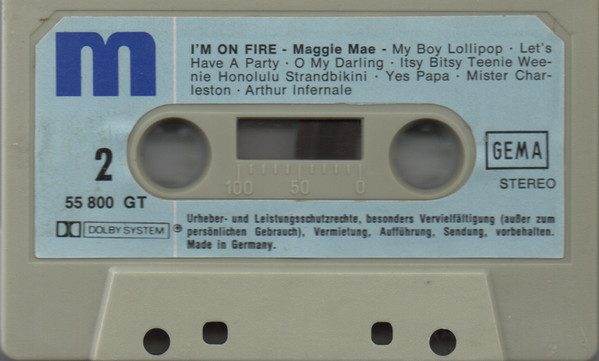 m
I'M ON FIRE - Maggie Mae - My Boy Lollipop · Let's
Have A Party · O My Darling · Itsy Bitsy Teenie Wee-
nie Honolulu Strandbikini · Yes Papa · Mister Char-
leston · Arthur Infernale
2
55 800 GT
100 50 0
GEMA
STEREO
DOLBY SYSTEM
℗ Urheber- und Leistungsschutzrechte, besonders Vervielfältigung (außer zum
persönlichen Gebrauch), Vermietung, Aufführung, Sendung, vorbehalten.
Made in Germany.